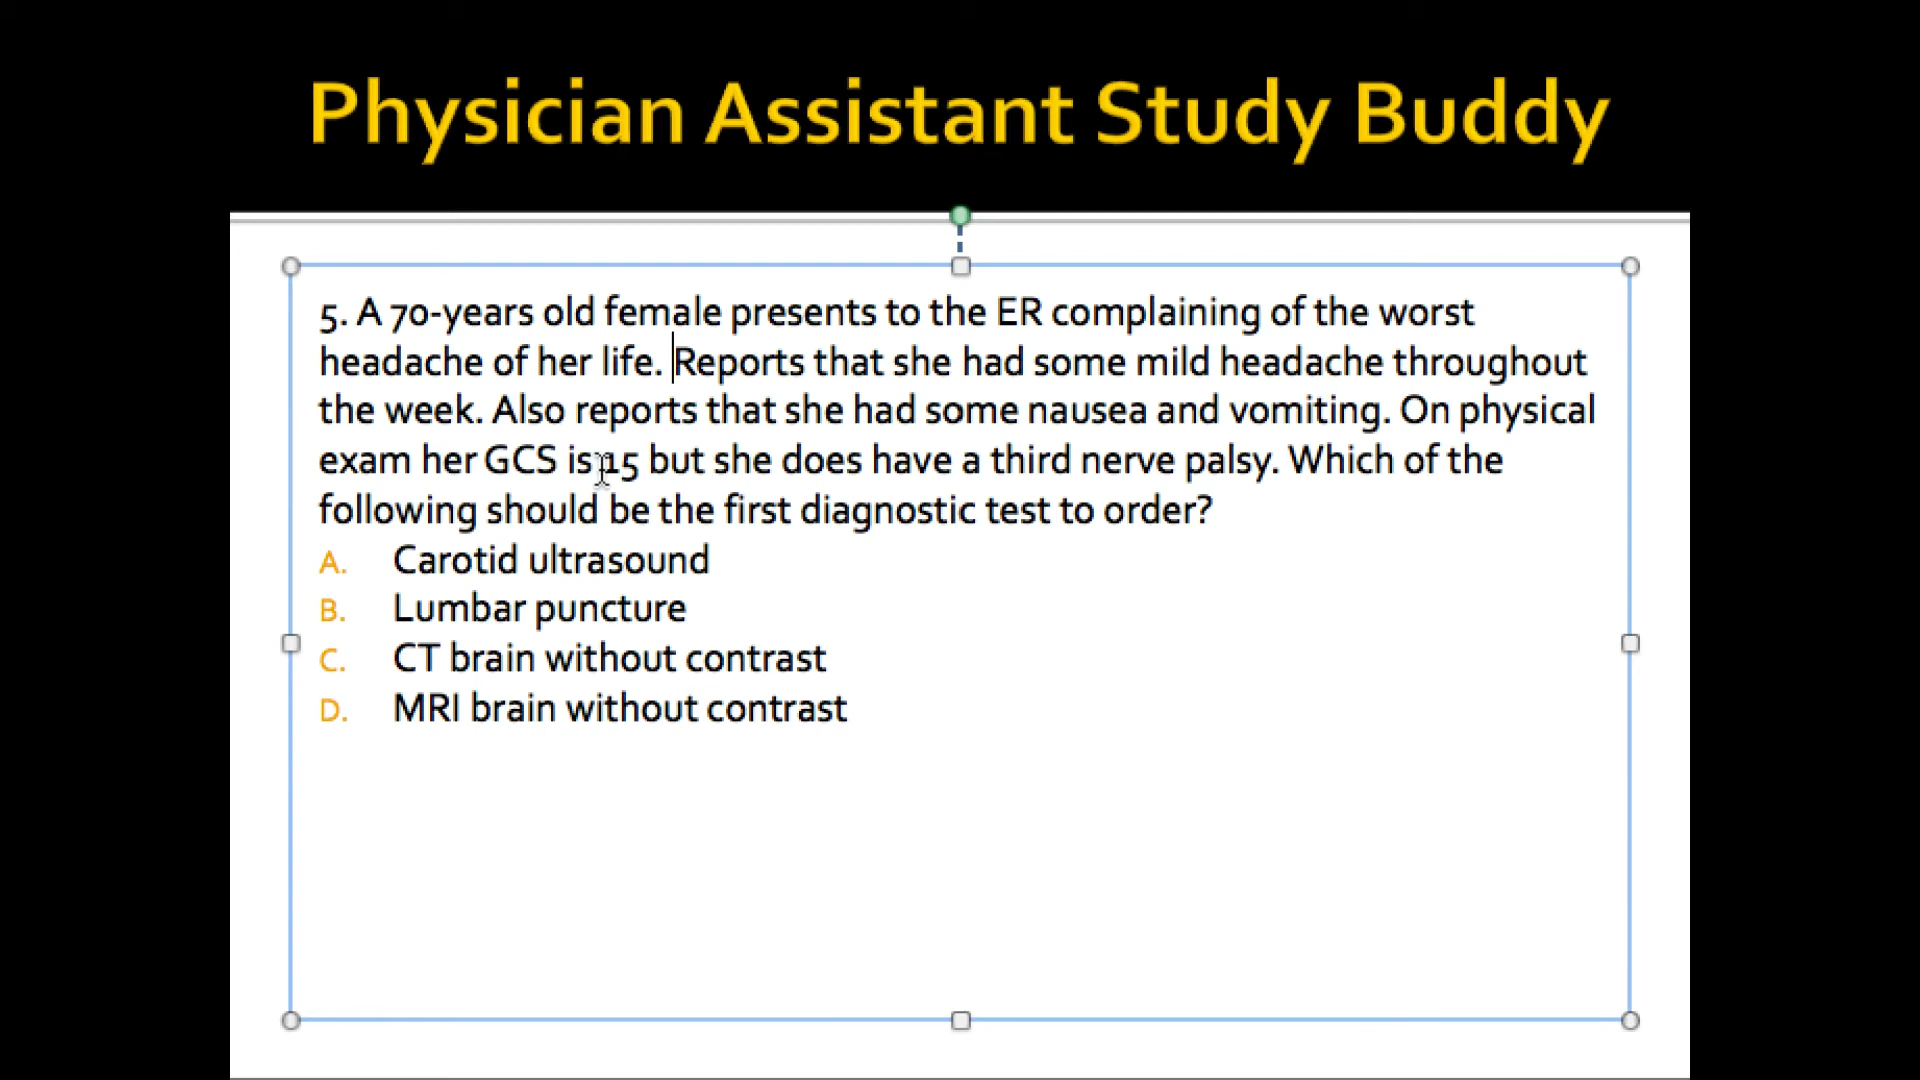 Physician Assistant Study Buddy
5. A 70-years old female presents to the ER complaining of the worst
headache of her life. Reports that she had some mild headache throughout
the week. Also reports that she had some nausea and vomiting. On physical
exam her GCS is 15 but she does have a third nerve palsy. Which of the
following should be the first diagnostic test to order?
A. Carotid ultrasound
B. Lumbar puncture
C. CT brain without contrast
D. MRI brain without contrast